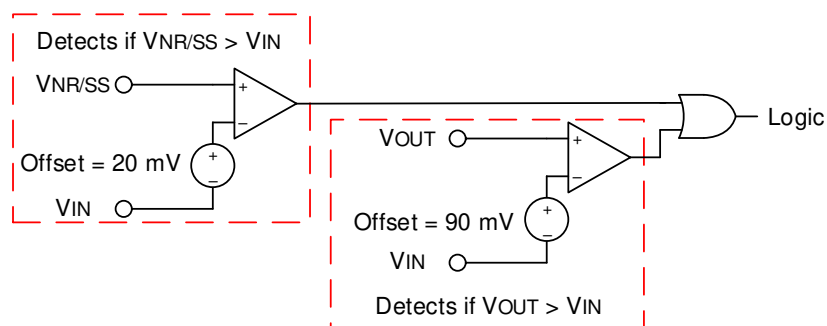 Detects if VNR/SS > VIN
VNR/SS
+
−
+
Offset = 20 mV
−
VIN
Logic
VOUT
+
−
+
Offset = 90 mV
−
VIN
Detects if VOUT > VIN